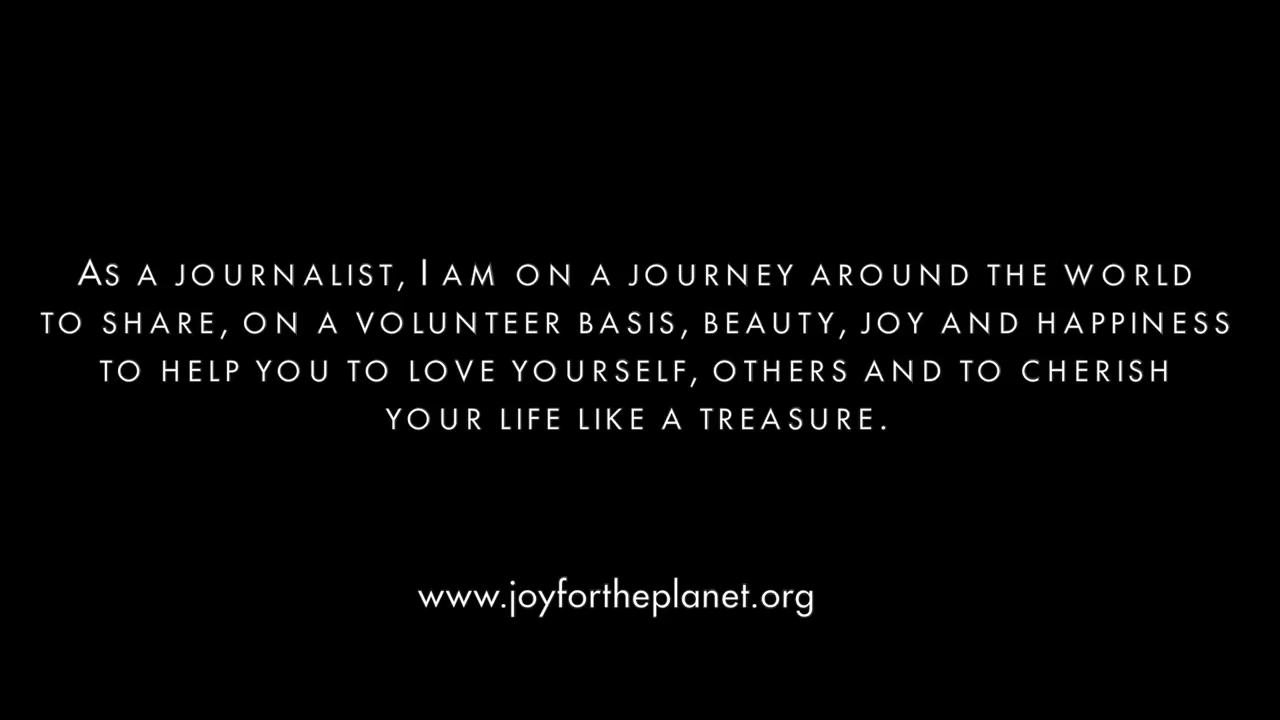 As a journalist, I am on a journey around the world
to share, on a volunteer basis, beauty, joy and happiness
to help you to love yourself, others and to cherish
your life like a treasure.
www.joyfortheplanet.org